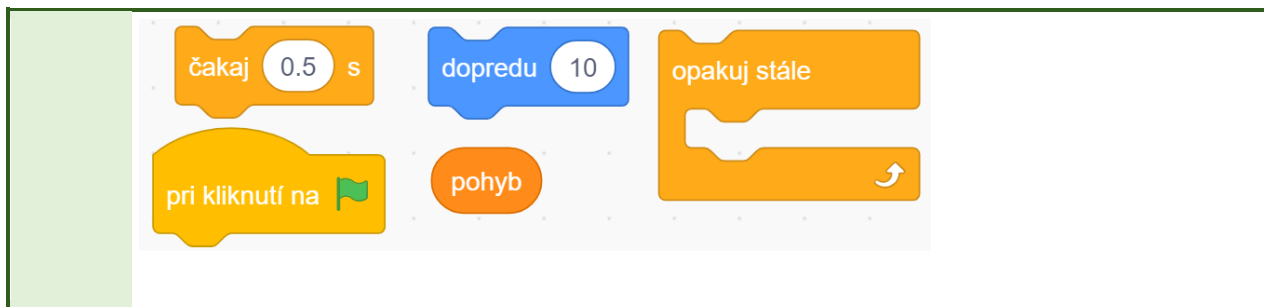 čakaj 0.5 s
dopredu 10
opakuj stále
pri kliknutí na
pohyb